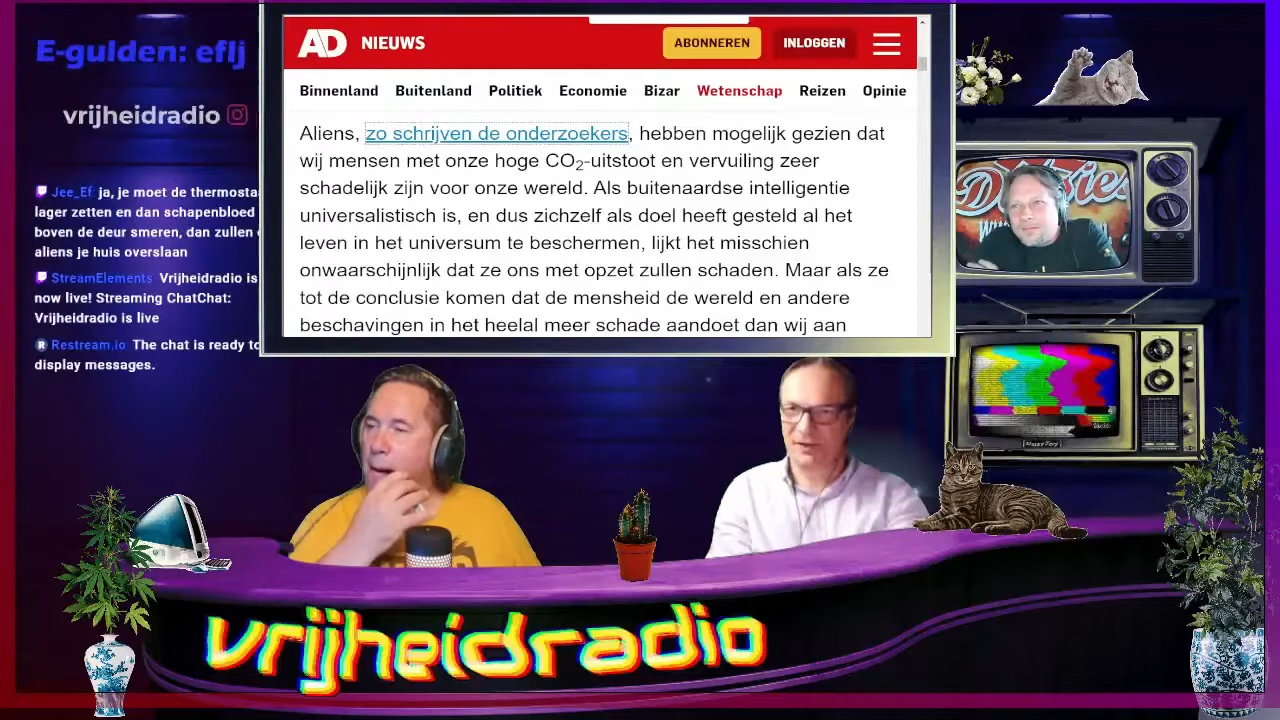 E-gulden: eflj
vrijheidradio
Jee_Ef: ja, je moet de thermosta
lager zetten en dan schapenbloed
boven de deur smeren, dan zullen
aliens je huis overslaan
StreamElements Vrijheidradio is
now live! Streaming ChatChat:
Vrijheidradio is live
Restream.io The chat is ready to
display messages.
AD NIEUWS ABONNEREN INLOGGEN
Binnenland Buitenland Politiek Economie Bizar Wetenschap Reizen Opinie
Aliens, zo schrijven de onderzoekers, hebben mogelijk gezien dat
wij mensen met onze hoge CO₂-uitstoot en vervuiling zeer
schadelijk zijn voor onze wereld. Als buitenaardse intelligentie
universalistisch is, en dus zichzelf als doel heeft gesteld al het
leven in het universum te beschermen, lijkt het misschien
onwaarschijnlijk dat ze ons met opzet zullen schaden. Maar als ze
tot de conclusie komen dat de mensheid de wereld en andere
beschavingen in het heelal meer schade aandoet dan wij aan
vrijheidradio